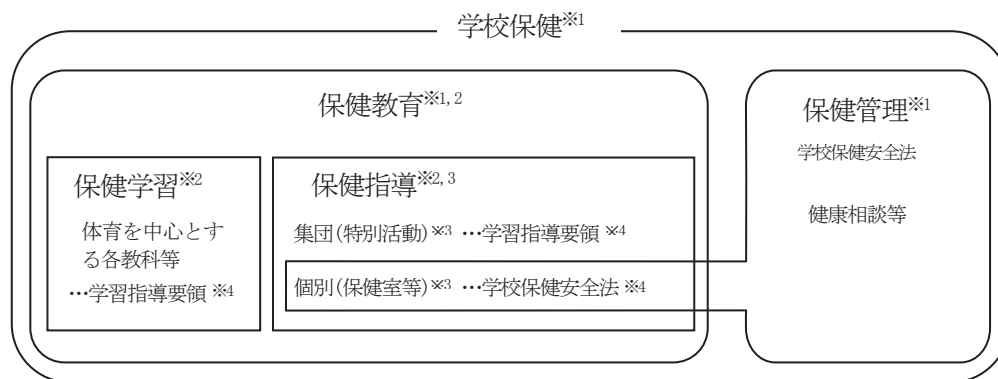 学校保健※1
保健教育※1,2
保健学習※2
体育を中心とす
る各教科等
…学習指導要領 ※4
保健指導※2,3
集団(特別活動)※3 …学習指導要領※4
個別(保健室等)※3 …学校保健安全法 ※4
保健管理※1
学校保健安全法
健康相談等